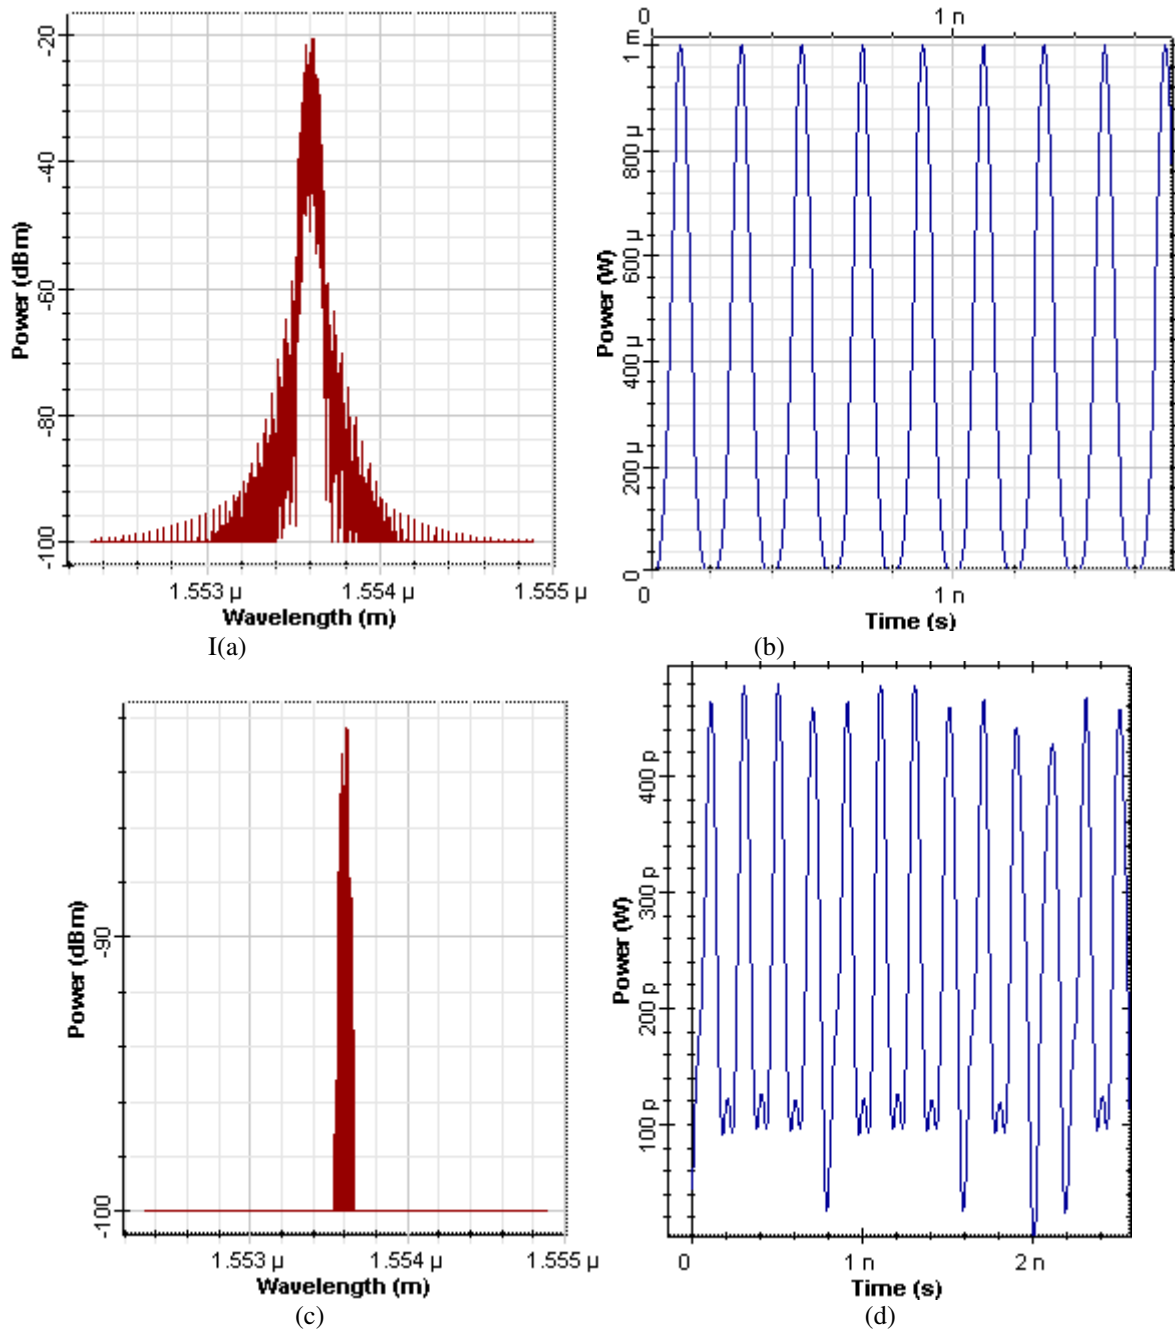 -20
-40
-60
-80
-100
Power (dBm)
1.553 µ
1.554 µ
1.555 µ
Wavelength (m)
I(a)
0
1 n
1 m
800 µ
600 µ
400 µ
200 µ
0
Power (W)
0
1 n
Time (s)
(b)
-90
-100
Power (dBm)
1.553 µ
1.554 µ
1.555 µ
Wavelength (m)
(c)
400 p
300 p
200 p
100 p
Power (W)
0
1 n
2 n
Time (s)
(d)